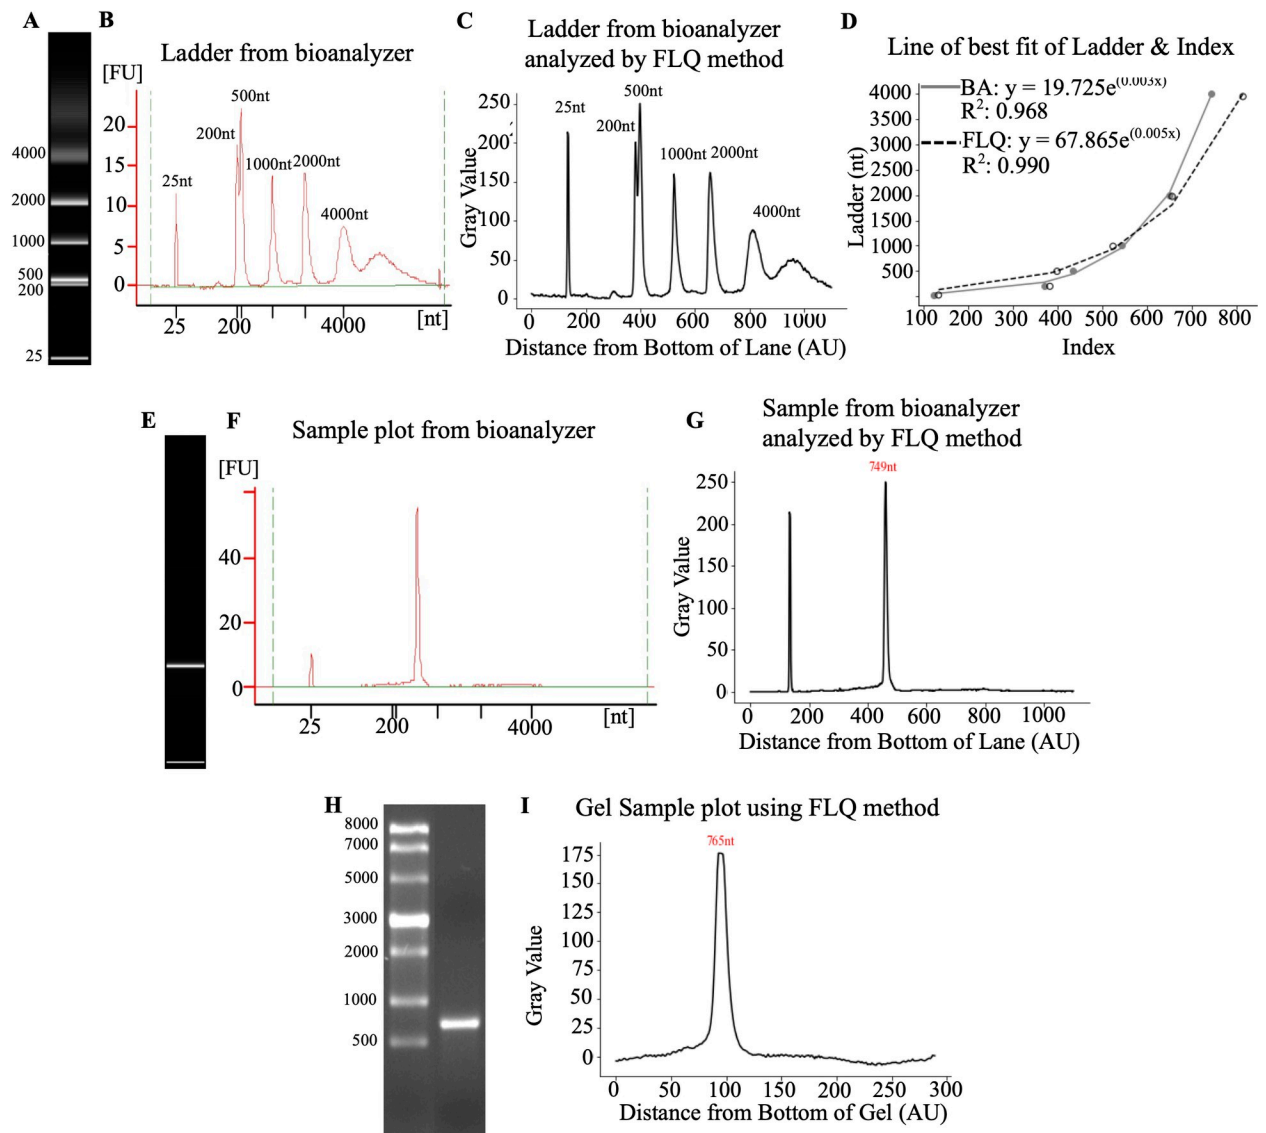 A
4000
2000
1000
500
200
25
B
Ladder from bioanalyzer
[FU]
20
15
10
5
0
25nt
200nt
500nt
1000nt
2000nt
4000nt
25
200
4000
[nt]
C
Ladder from bioanalyzer
analyzed by FLQ method
Gray Value
250
200
150
100
50
0
25nt
200nt
500nt
1000nt
2000nt
4000nt
0 200 400 600 800 1000
Distance from Bottom of Lane (AU)
D
Line of best fit of Ladder & Index
Ladder (nt)
4000
3500
3000
2500
2000
1500
1000
500
BA: y = 19.725e(0.003x)
R2: 0.968
FLQ: y = 67.865e(0.005x)
R2: 0.990
100 200 300 400 500 600 700 800
Index
E
F
Sample plot from bioanalyzer
[FU]
40
20
0
25
200
4000
[nt]
G
Sample from bioanalyzer
analyzed by FLQ method
749nt
Gray Value
250
200
150
100
50
0
0 200 400 600 800 1000
Distance from Bottom of Lane (AU)
H
8000
7000
5000
3000
2000
1000
500
I
Gel Sample plot using FLQ method
765nt
Gray Value
175
150
125
100
75
50
25
0
0 50 100 150 200 250 300
Distance from Bottom of Gel (AU)